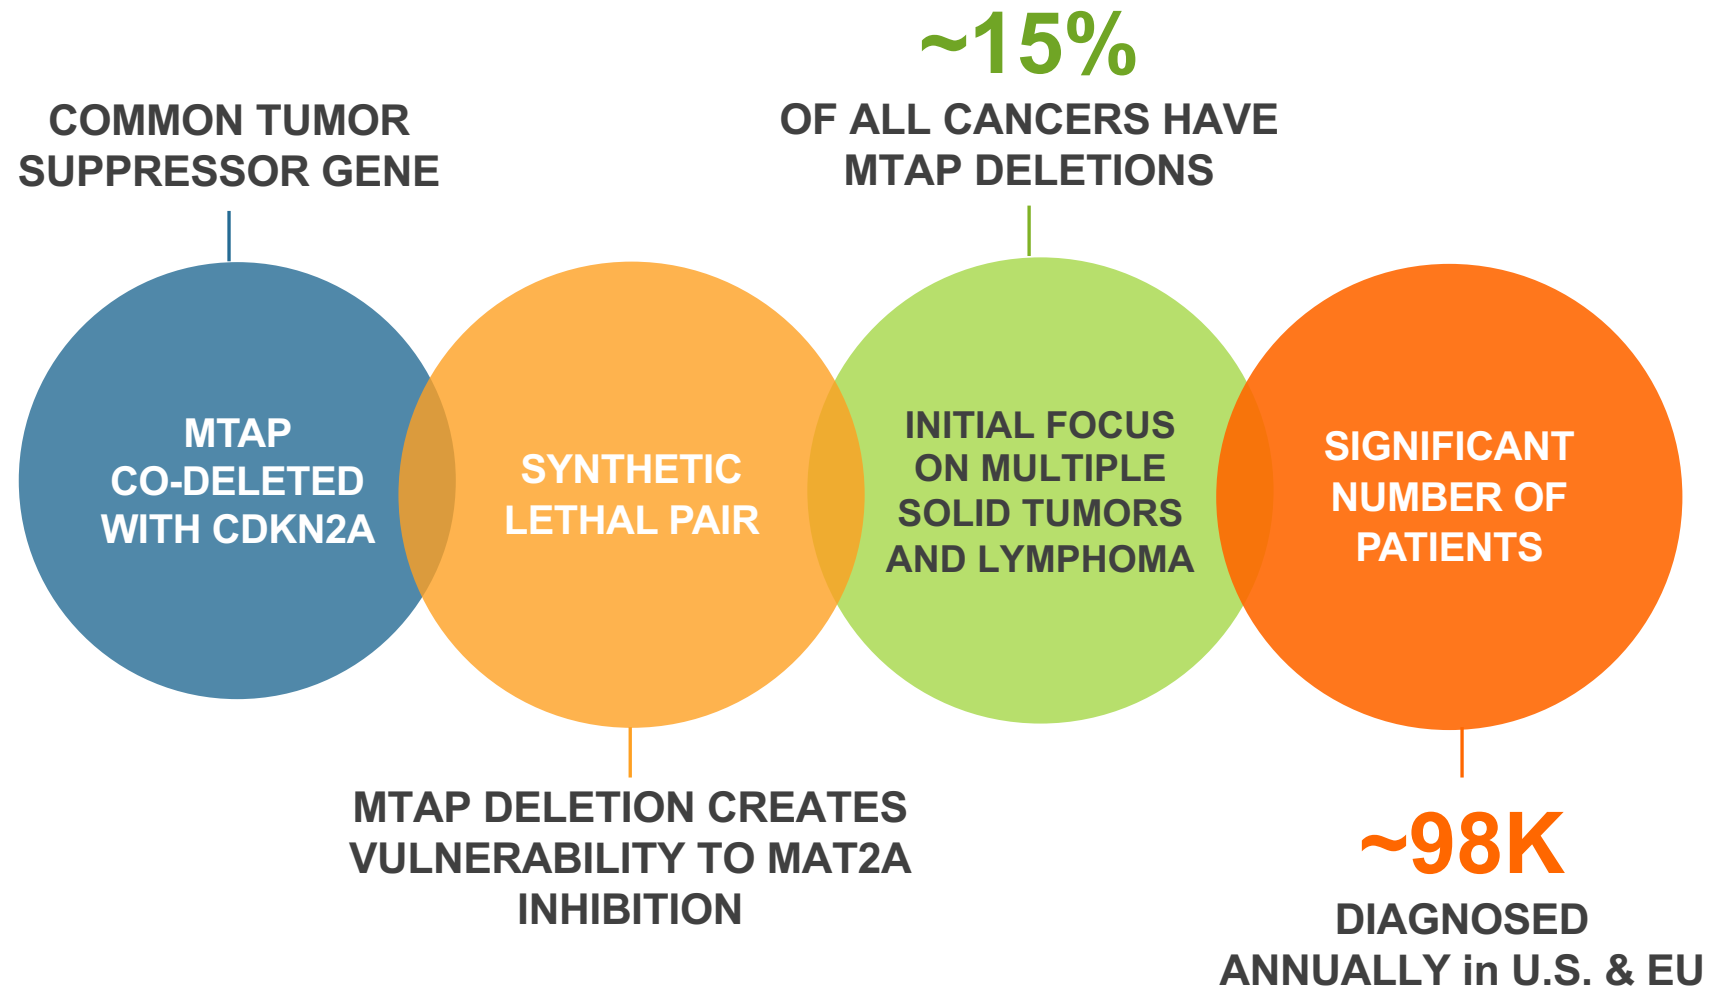 COMMON TUMOR
SUPPRESSOR GENE
MTAP
CO-DELETED
WITH CDKN2A
SYNTHETIC
LETHAL PAIR
MTAP DELETION CREATES
VULNERABILITY TO MAT2A
INHIBITION
~15%
OF ALL CANCERS HAVE
MTAP DELETIONS
INITIAL FOCUS
ON MULTIPLE
SOLID TUMORS
AND LYMPHOMA
SIGNIFICANT
NUMBER OF
PATIENTS
~98K
DIAGNOSED
ANNUALLY in U.S. & EU